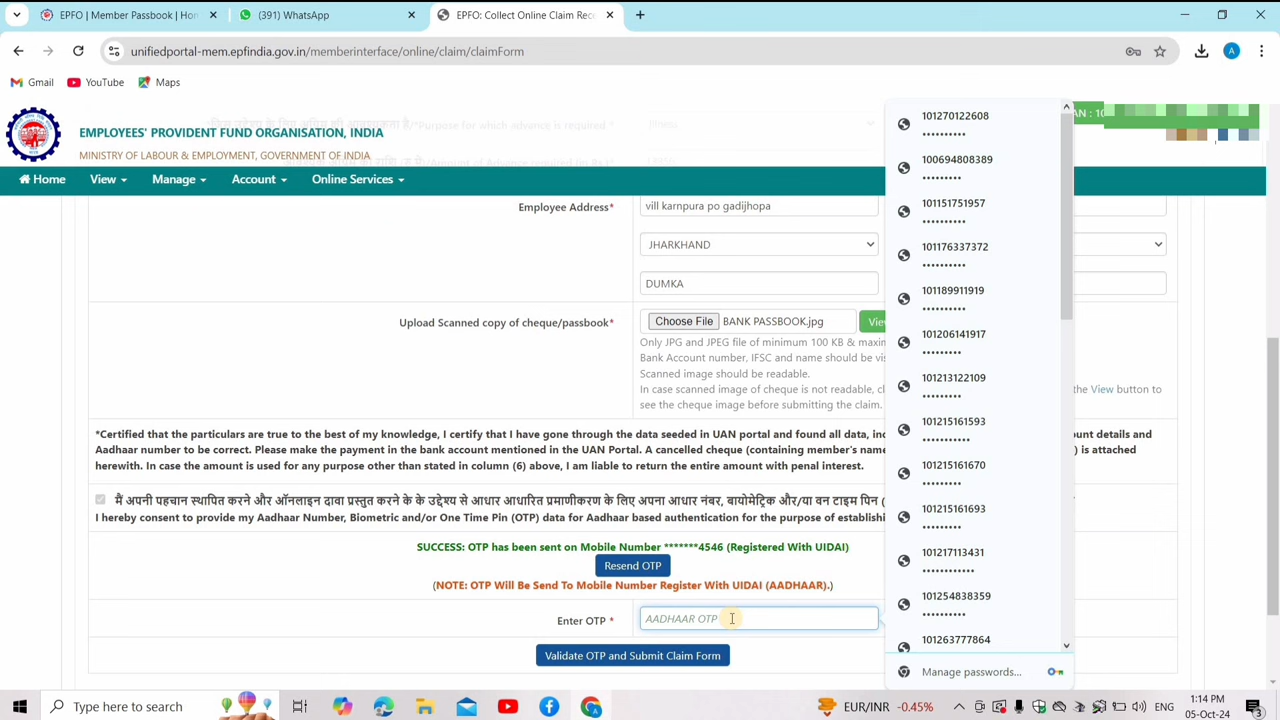 EPFO | Member Passbook | Hon
(391) WhatsApp
EPFO: Collect Online Claim Rece
unifiedportal-mem.epfindia.gov.in/memberinterface/online/claim/claimForm
A
Gmail
YouTube
Maps
EMPLOYEES' PROVIDENT FUND ORGANISATION, INDIA
MINISTRY OF LABOUR & EMPLOYMENT, GOVERNMENT OF INDIA
Home
View
Manage
Account
Online Services
Employee Address*
vill karnpura po gadijhopa
JHARKHAND
DUMKA
Upload Scanned copy of cheque/passbook*
Choose File
BANK PASSBOOK.jpg
Only JPG and JPEG file of minimum 100 KB &
Bank Account number, IFSC and name should be
Scanned image should be readable.
In case scanned image of cheque is not readable, the View button to
see the cheque image before submitting the claim.
*Certified that the particulars are true to the best of my knowledge, I certify that I have gone through the data seeded in UAN portal and found all data, details and
Aadhaar number to be correct. Please make the payment in the bank account mentioned in the UAN Portal. A cancelled cheque (containing member's is attached
herewith. In case the amount is used for any purpose other than stated in column (6) above, I am liable to return the entire amount with penal interest.
मैं अपनी पहचान स्थापित करने और ऑनलाइन दावा प्रस्तुत करने के के उद्देश्य से आधार आधारित प्रमाणीकरण के लिए अपना आधार नंबर, बायोमेट्रिक और/या वन टाइम पिन (
I hereby consent to provide my Aadhaar Number, Biometric and/or One Time Pin (OTP) data for Aadhaar based authentication for the purpose of
SUCCESS: OTP has been sent on Mobile Number *******4546 (Registered With UIDAI)
Resend OTP
(NOTE: OTP Will Be Send To Mobile Number Register With UIDAI (AADHAAR).)
Enter OTP *
AADHAAR OTP
Validate OTP and Submit Claim Form
101270122608
100694808389
101151751957
101176337372
101189911919
101206141917
101213122109
101215161593
101215161670
101215161693
101217113431
101254838359
101263777864
Manage passwords...
Type here to search
EUR/INR -0.45%
1:14 PM
05-Oct-24
3